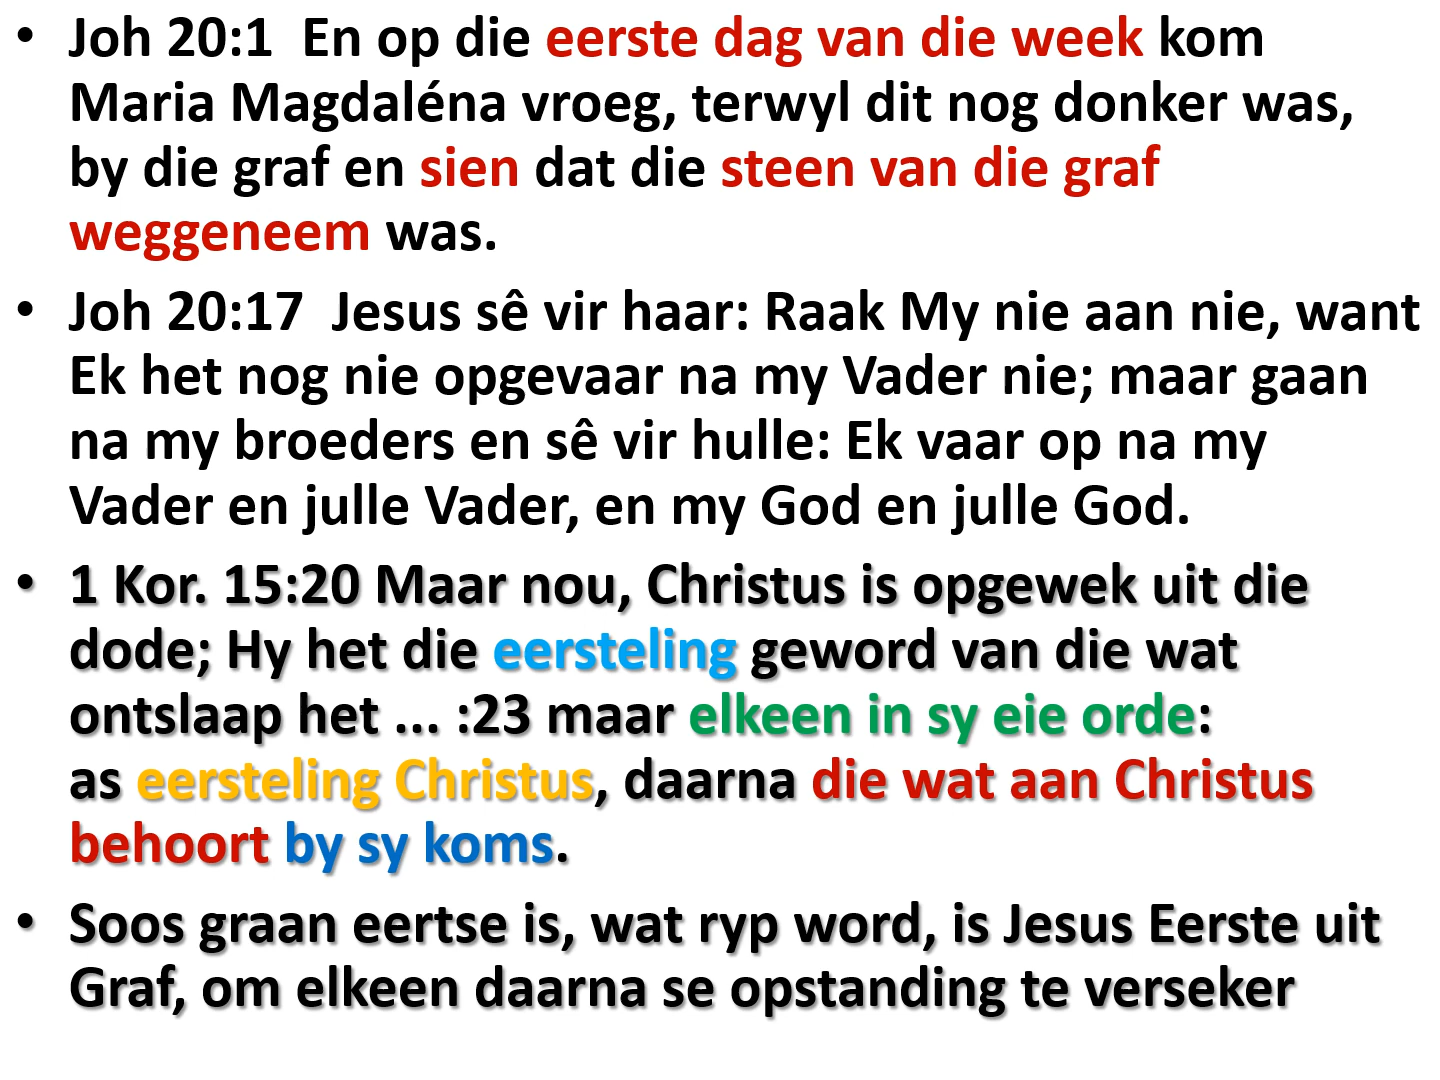 • Joh 20:1  En op die eerste dag van die week kom
Maria Magdaléna vroeg, terwyl dit nog donker was,
by die graf en sien dat die steen van die graf
weggeneem was.
• Joh 20:17  Jesus sê vir haar: Raak My nie aan nie, want
Ek het nog nie opgevaar na my Vader nie; maar gaan
na my broeders en sê vir hulle: Ek vaar op na my
Vader en julle Vader, en my God en julle God.
• 1 Kor. 15:20 Maar nou, Christus is opgewek uit die
dode; Hy het die eersteling geword van die wat
ontslaap het ... :23 maar elkeen in sy eie orde:
as eersteling Christus, daarna die wat aan Christus
behoort by sy koms.
• Soos graan eertse is, wat ryp word, is Jesus Eerste uit
Graf, om elkeen daarna se opstanding te verseker